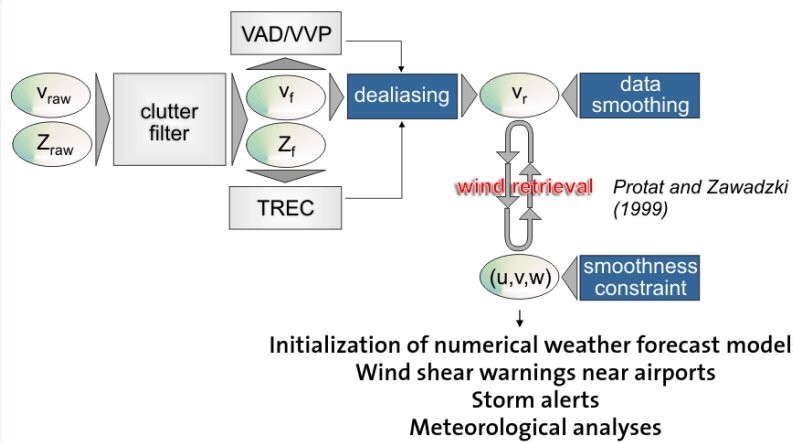 VAD/VVP
v_raw
Z_raw
clutter
filter
v_f
Z_f
TREC
dealiasing
v_r
data
smoothing
wind retrieval
Protat and Zawadzki
(1999)
(u,v,w)
smoothness
constraint
Initialization of numerical weather forecast model
Wind shear warnings near airports
Storm alerts
Meteorological analyses